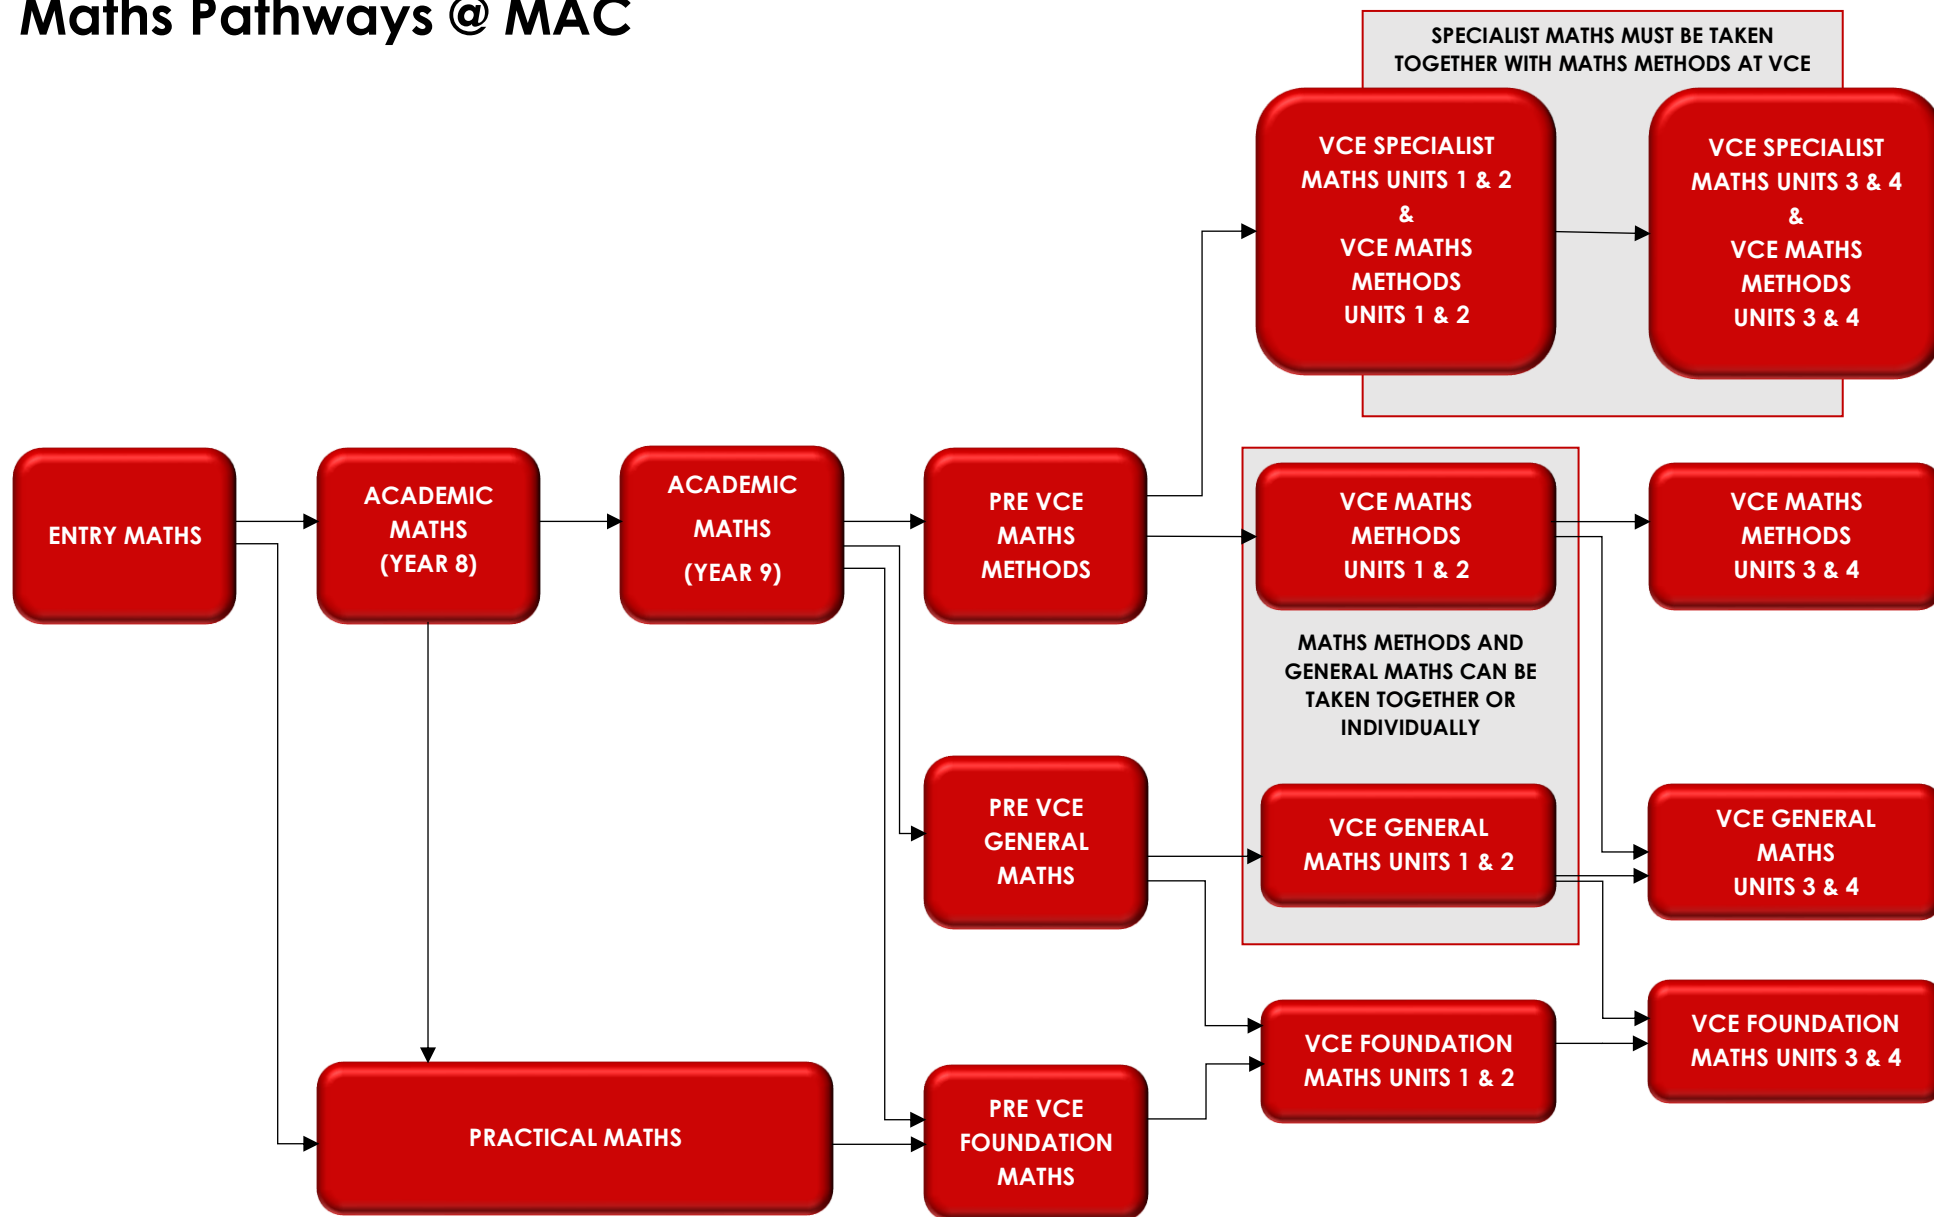 Maths Pathways @ MAC
SPECIALIST MATHS MUST BE TAKEN
TOGETHER WITH MATHS METHODS AT VCE
VCE SPECIALIST
MATHS UNITS 1 & 2
&
VCE MATHS
METHODS
UNITS 1 & 2
VCE SPECIALIST
MATHS UNITS 3 & 4
&
VCE MATHS
METHODS
UNITS 3 & 4
ENTRY MATHS
ACADEMIC
MATHS
(YEAR 8)
ACADEMIC
MATHS
(YEAR 9)
PRE VCE
MATHS
METHODS
VCE MATHS
METHODS
UNITS 1 & 2
VCE MATHS
METHODS
UNITS 3 & 4
MATHS METHODS AND
GENERAL MATHS CAN BE
TAKEN TOGETHER OR
INDIVIDUALLY
PRE VCE
GENERAL
MATHS
VCE GENERAL
MATHS UNITS 1 & 2
VCE GENERAL
MATHS
UNITS 3 & 4
PRACTICAL MATHS
PRE VCE
FOUNDATION
MATHS
VCE FOUNDATION
MATHS UNITS 1 & 2
VCE FOUNDATION
MATHS UNITS 3 & 4